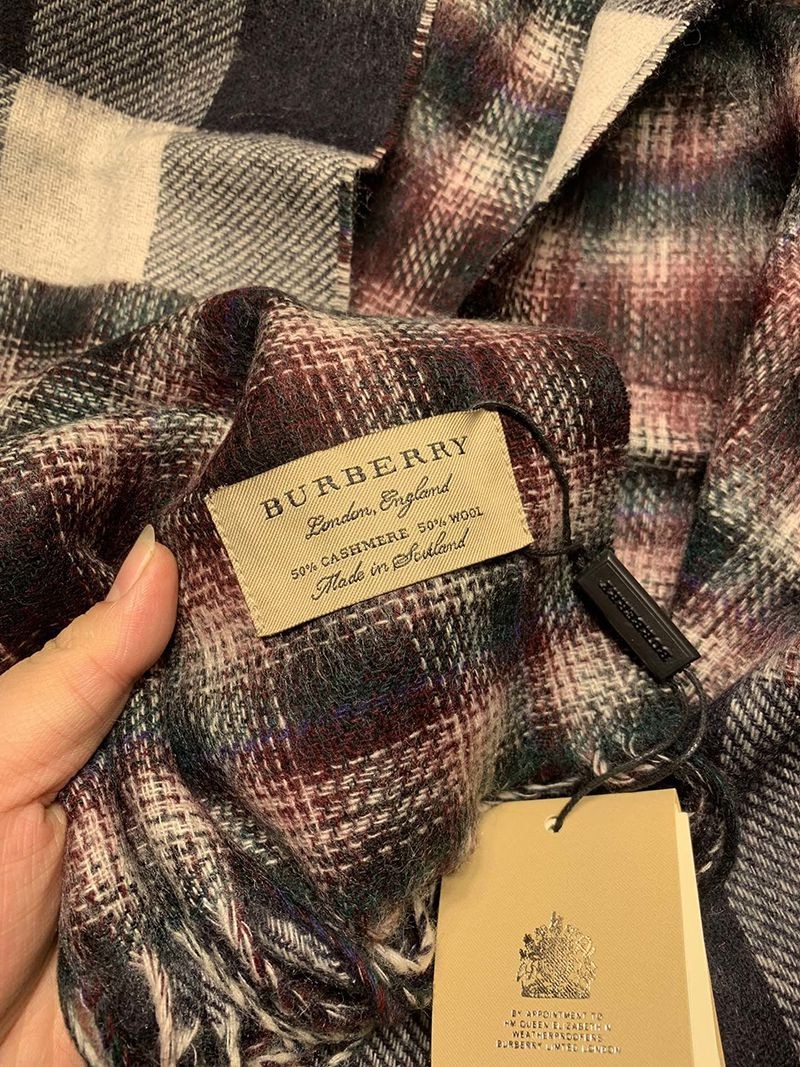 BURBERRY
London, England
50% CASHMERE 50% WOOL
Made in Scotland
BURBERRY
BY APPOINTMENT TO
HM QUEEN ELIZABETH II
WEATHERPROOFERS
BURBERRY LIMITED LONDON